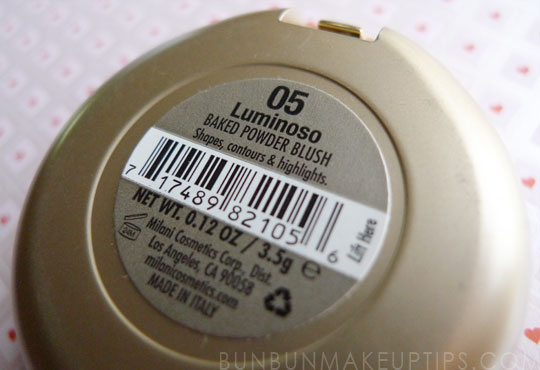 05
Luminoso
BAKED POWDER BLUSH
Shapes, contours & highlights.
7 17489 82105 6
Lift Here
NET WT. 0.12 OZ / 3.5g e
24M
Milani Cosmetics Corp., Dist.
Los Angeles, CA 90058
milanicosmetics.com
MADE IN ITALY
BUNBUNMAKEUPTIPS.COM